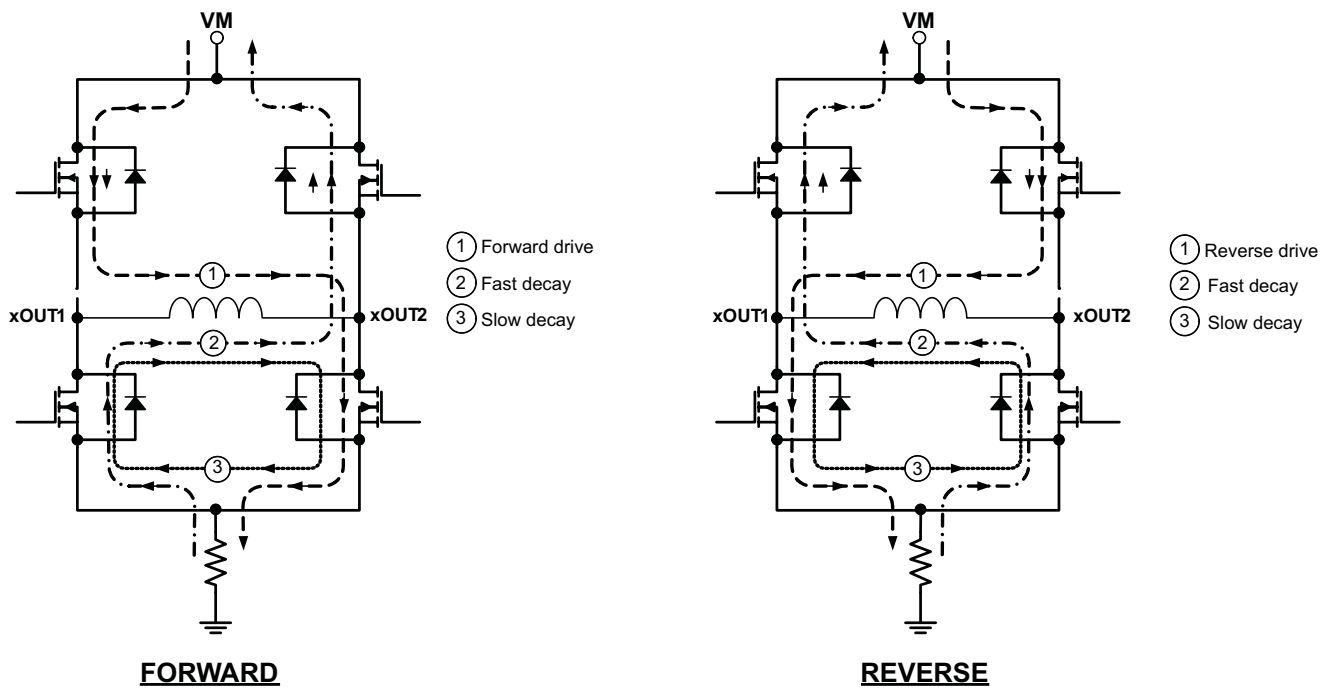 VM
1
xOUT1
xOUT2
2
3
1 Forward drive
2 Fast decay
3 Slow decay
FORWARD
VM
1
xOUT1
xOUT2
2
3
1 Reverse drive
2 Fast decay
3 Slow decay
REVERSE